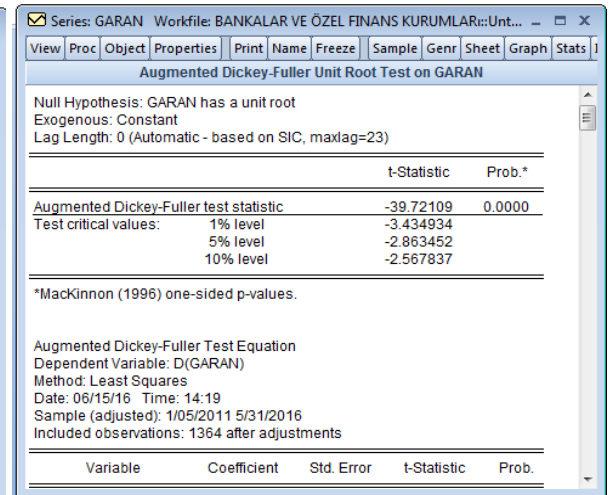 Series: GARAN Workfile: BANKALAR VE ÖZEL FINANS KURUMLARı::Unt...
View Proc Object Properties Print Name Freeze Sample Genr Sheet Graph Stats
Augmented Dickey-Fuller Unit Root Test on GARAN
Null Hypothesis: GARAN has a unit root
Exogenous: Constant
Lag Length: 0 (Automatic - based on SIC, maxlag=23)
t-Statistic Prob.*
Augmented Dickey-Fuller test statistic -39.72109 0.0000
Test critical values: 1% level -3.434934
5% level -2.863452
10% level -2.567837
*MacKinnon (1996) one-sided p-values.
Augmented Dickey-Fuller Test Equation
Dependent Variable: D(GARAN)
Method: Least Squares
Date: 06/15/16 Time: 14:19
Sample (adjusted): 1/05/2011 5/31/2016
Included observations: 1364 after adjustments
Variable Coefficient Std. Error t-Statistic Prob.